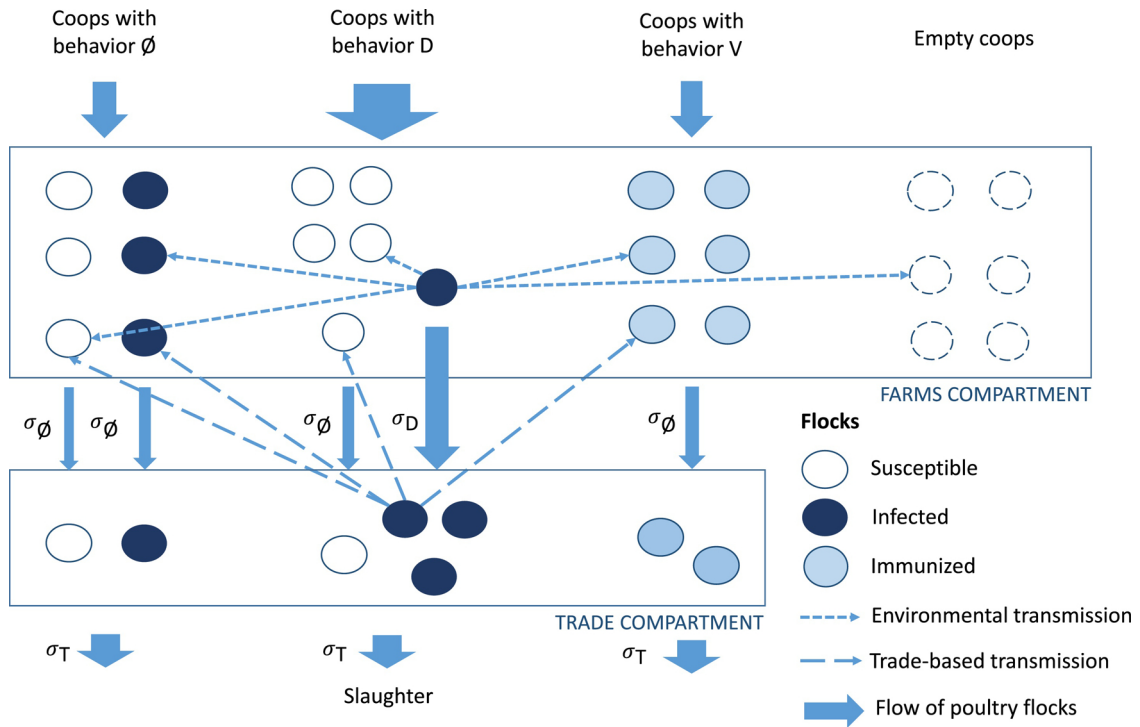 Coops with
behavior Ø
Coops with
behavior D
Coops with
behavior V
Empty coops
FARMS COMPARTMENT
σØ
σØ
σØ
σD
σØ
Flocks
Susceptible
Infected
Immunized
Environmental transmission
Trade-based transmission
Flow of poultry flocks
TRADE COMPARTMENT
σT
σT
σT
Slaughter